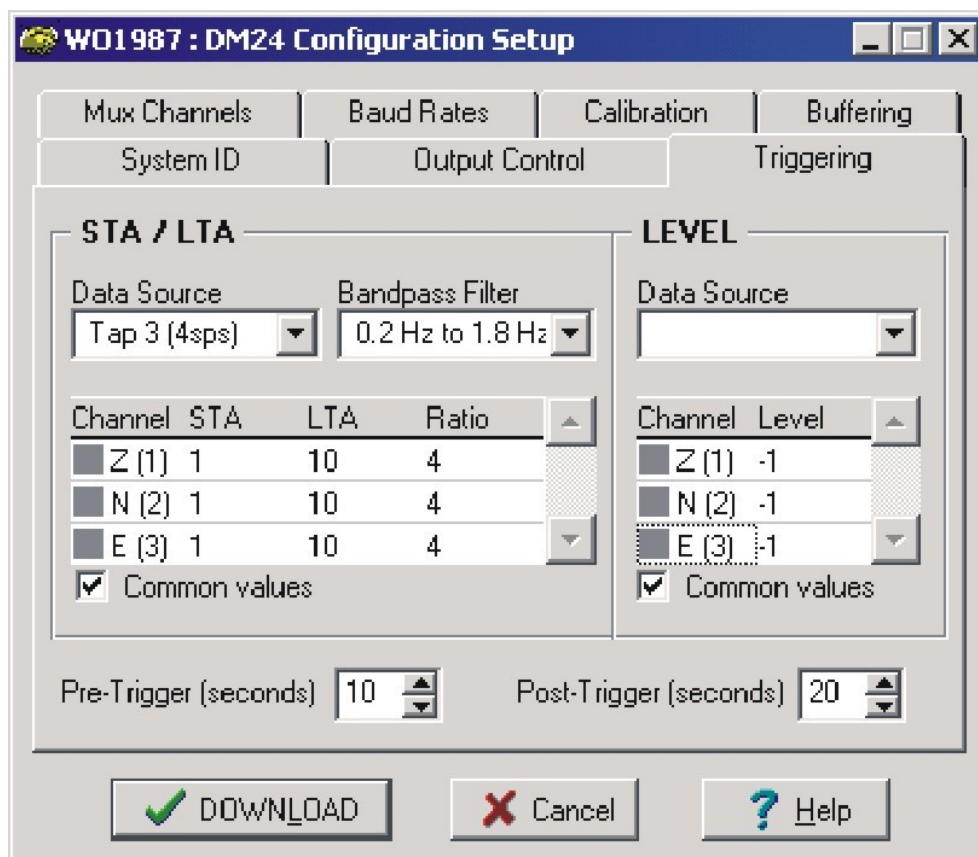 WO1987 : DM24 Configuration Setup
Mux Channels Baud Rates Calibration Buffering
System ID Output Control Triggering
STA / LTA
Data Source Bandpass Filter
Tap 3 (4sps) 0.2 Hz to 1.8 Hz
Channel STA LTA Ratio
Z (1) 1 10 4
N (2) 1 10 4
E (3) 1 10 4
Common values
LEVEL
Data Source
Channel Level
Z (1) -1
N (2) -1
E (3) -1
Common values
Pre-Trigger (seconds) 10 Post-Trigger (seconds) 20
DOWNLOAD Cancel Help